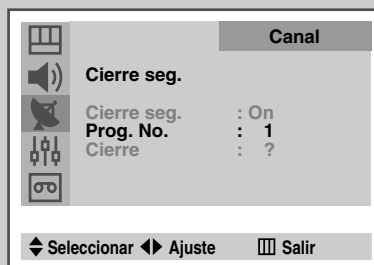 Canal
Cierre seg.
Cierre seg. : On
Prog. No. : 1
Cierre : ?
Seleccionar Ajuste Salir